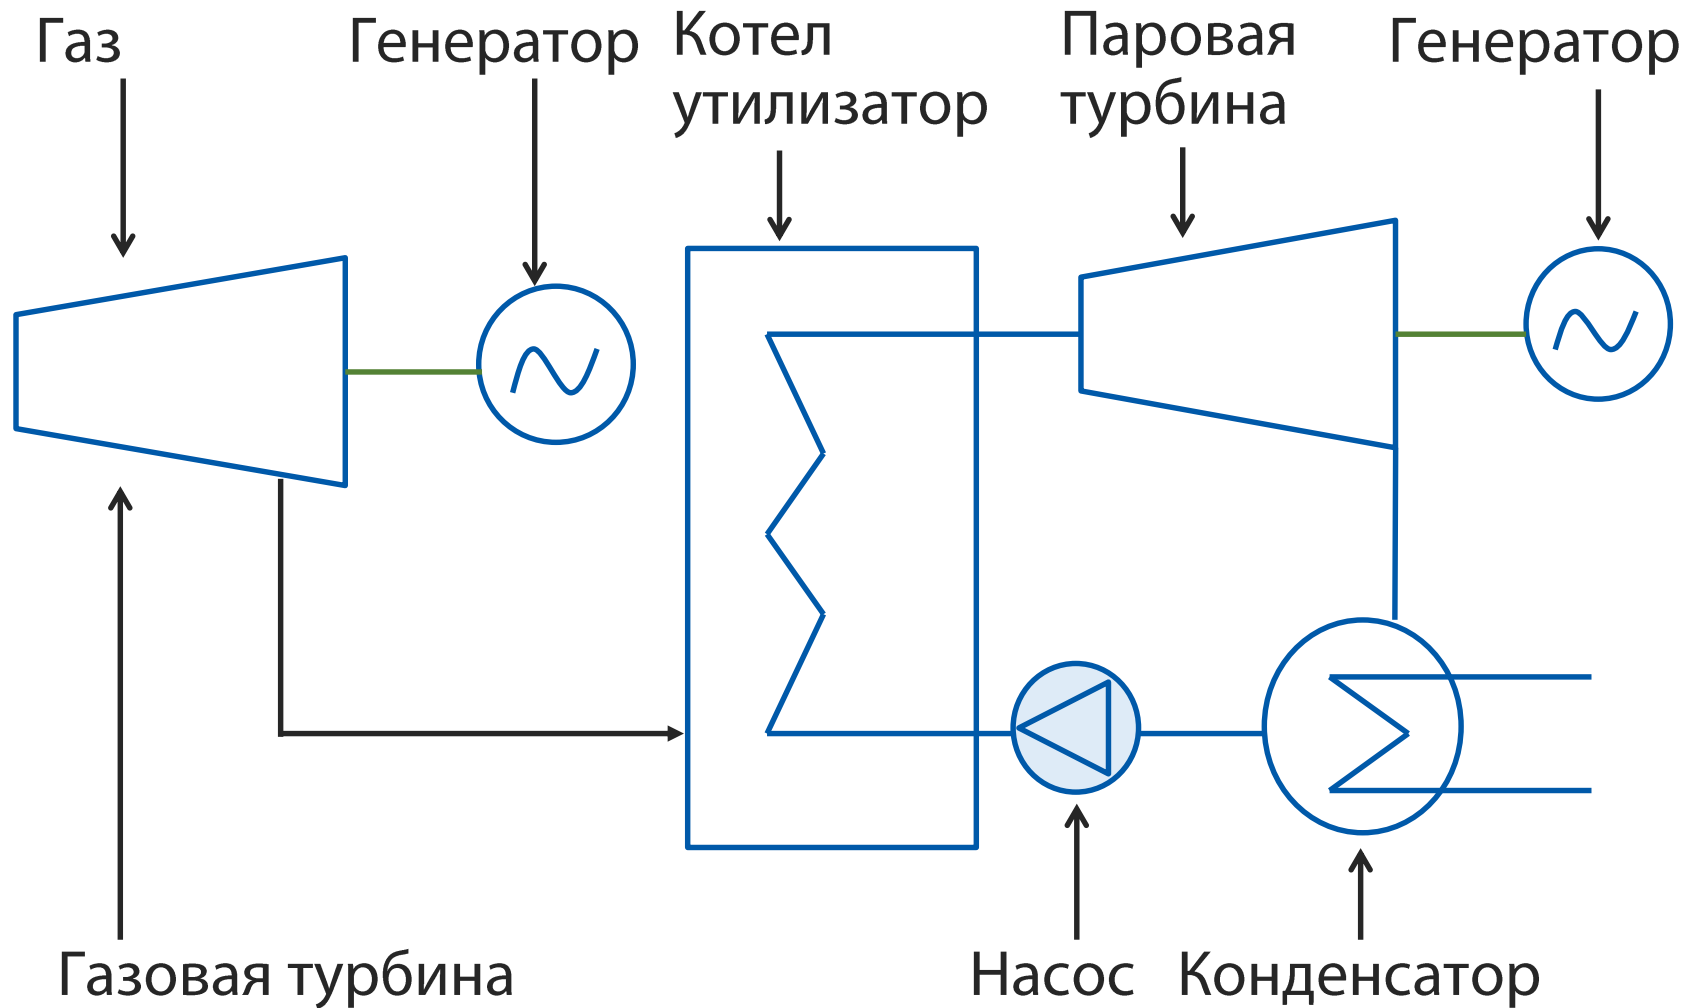 Газ
Генератор
Котел
утилизатор
Паровая
турбина
Генератор
Газовая турбина
Насос
Конденсатор